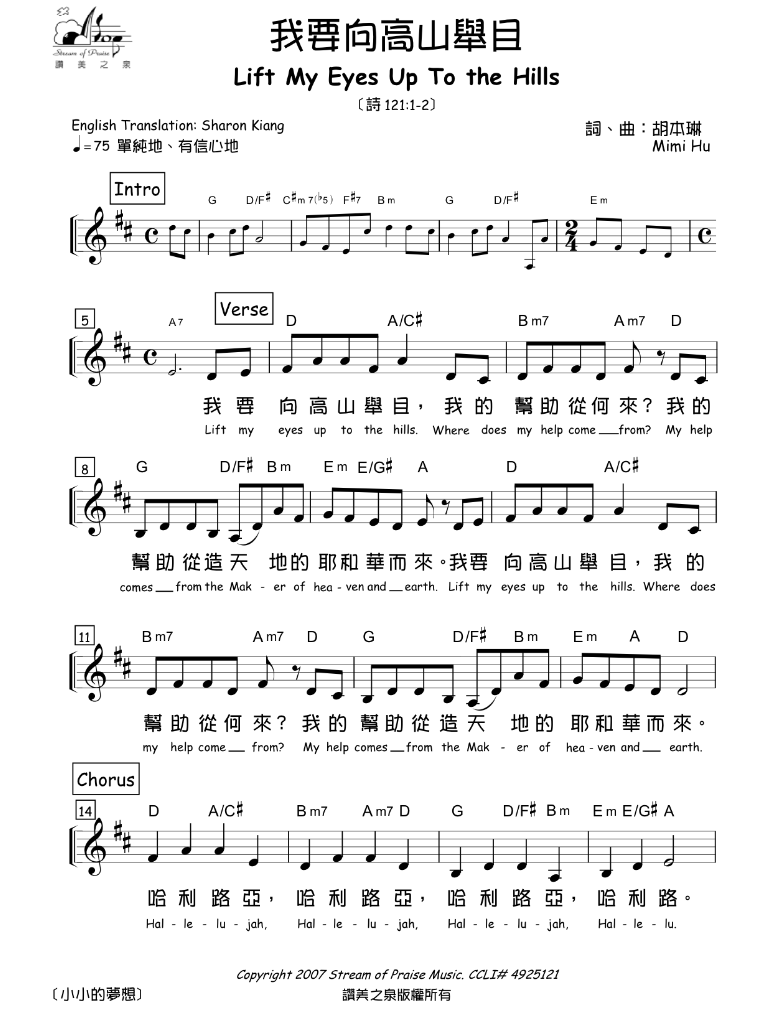 Stream of Praise
讚美之泉
我要向高山舉目
Lift My Eyes Up To the Hills
〔詩 121:1-2〕
English Translation: Sharon Kiang
♩=75 單純地、有信心地
詞、曲：胡本琳
Mimi Hu
Intro
G D/F# C#m7(b5) F#7 Bm G D/F# Em
Verse
5 A7 D A/C# Bm7 Am7 D
我要向高山舉目，我的幫助從何來？我的
Lift my eyes up to the hills. Where does my help come __ from? My help
8 G D/F# Bm Em E/G# A D A/C#
幫助從造天地的耶和華而來。我要向高山舉目，我的
comes __ from the Mak - er of hea - ven and __ earth. Lift my eyes up to the hills. Where does
11 Bm7 Am7 D G D/F# Bm Em A D
幫助從何來？我的幫助從造天地的耶和華而來。
my help come __ from? My help comes __ from the Mak - er of hea - ven and __ earth.
Chorus
14 D A/C# Bm7 Am7 D G D/F# Bm Em E/G# A
哈利路亞，哈利路亞，哈利路亞，哈利路。
Hal - le - lu - jah, Hal - le - lu - jah, Hal - le - lu - jah, Hal - le - lu.
Copyright 2007 Stream of Praise Music. CCLI# 4925121
〔小小的夢想〕
讚美之泉版權所有